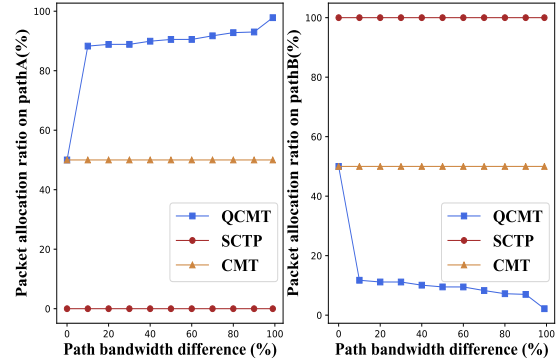 Packet allocation ratio on pathA(%)
100
80
60
40
20
0
QCMT
SCTP
CMT
0 20 40 60 80 100
Path bandwidth difference (%)
Packet allocation ratio on pathB(%)
100
80
60
40
20
0
QCMT
SCTP
CMT
0 20 40 60 80 100
Path bandwidth difference (%)